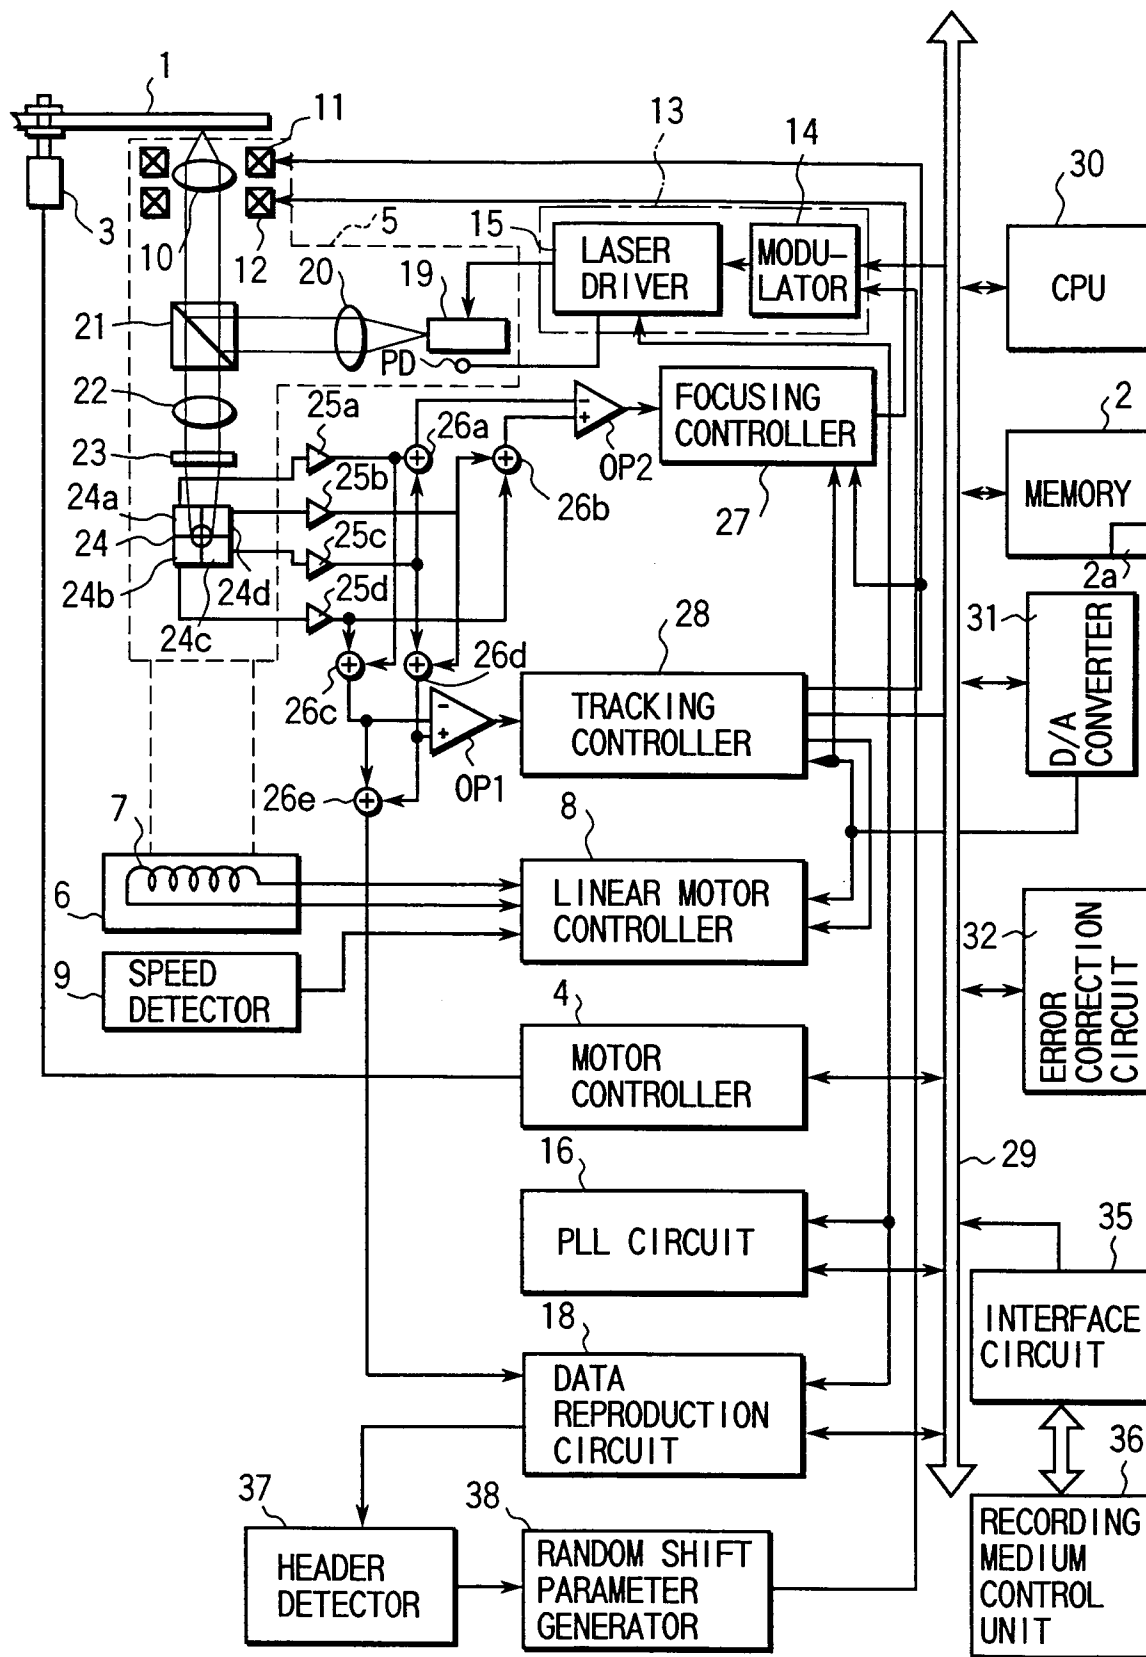 1
11
13
14
30
3
10
12
5
15
LASER
DRIVER
MODU-
LATOR
CPU
20
19
21
PD
22
25a
26a
OP2
FOCUSING
CONTROLLER
2
23
25b
26b
27
MEMORY
24a
24
25c
2a
24b
24d
25d
24c
28
31
D/A
CONVERTER
26c
26d
TRACKING
CONTROLLER
−
+
−
+
OP1
26e
7
8
6
LINEAR MOTOR
CONTROLLER
32
ERROR
CORRECTION
CIRCUIT
9
SPEED
DETECTOR
4
MOTOR
CONTROLLER
16
29
PLL CIRCUIT
35
18
INTERFACE
CIRCUIT
DATA
REPRODUCTION
CIRCUIT
36
37
38
HEADER
DETECTOR
RANDOM SHIFT
PARAMETER
GENERATOR
RECORDING
MEDIUM
CONTROL
UNIT